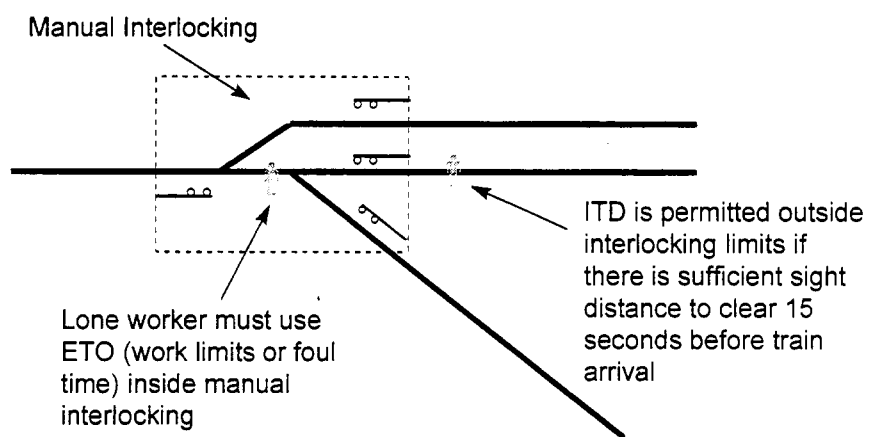 Manual Interlocking
ITD is permitted outside
interlocking limits if
there is sufficient sight
distance to clear 15
seconds before train
arrival
Lone worker must use
ETO (work limits or foul
time) inside manual
interlocking